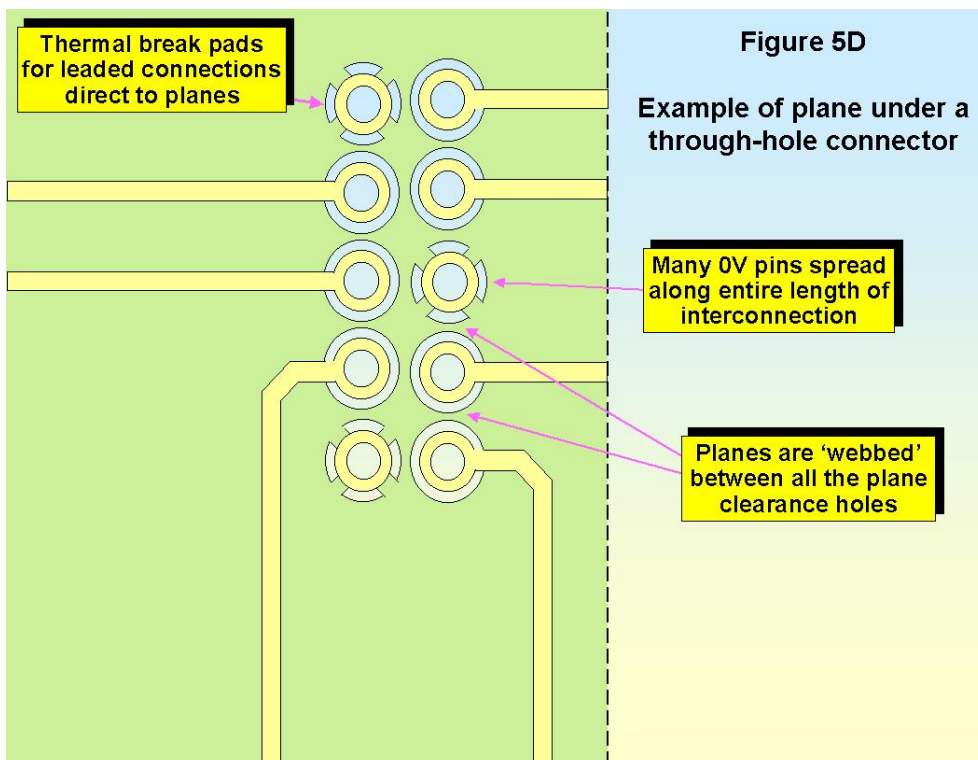 Thermal break pads
for leaded connections
direct to planes
Figure 5D
Example of plane under a
through-hole connector
Many 0V pins spread
along entire length of
interconnection
Planes are ‘webbed’
between all the plane
clearance holes